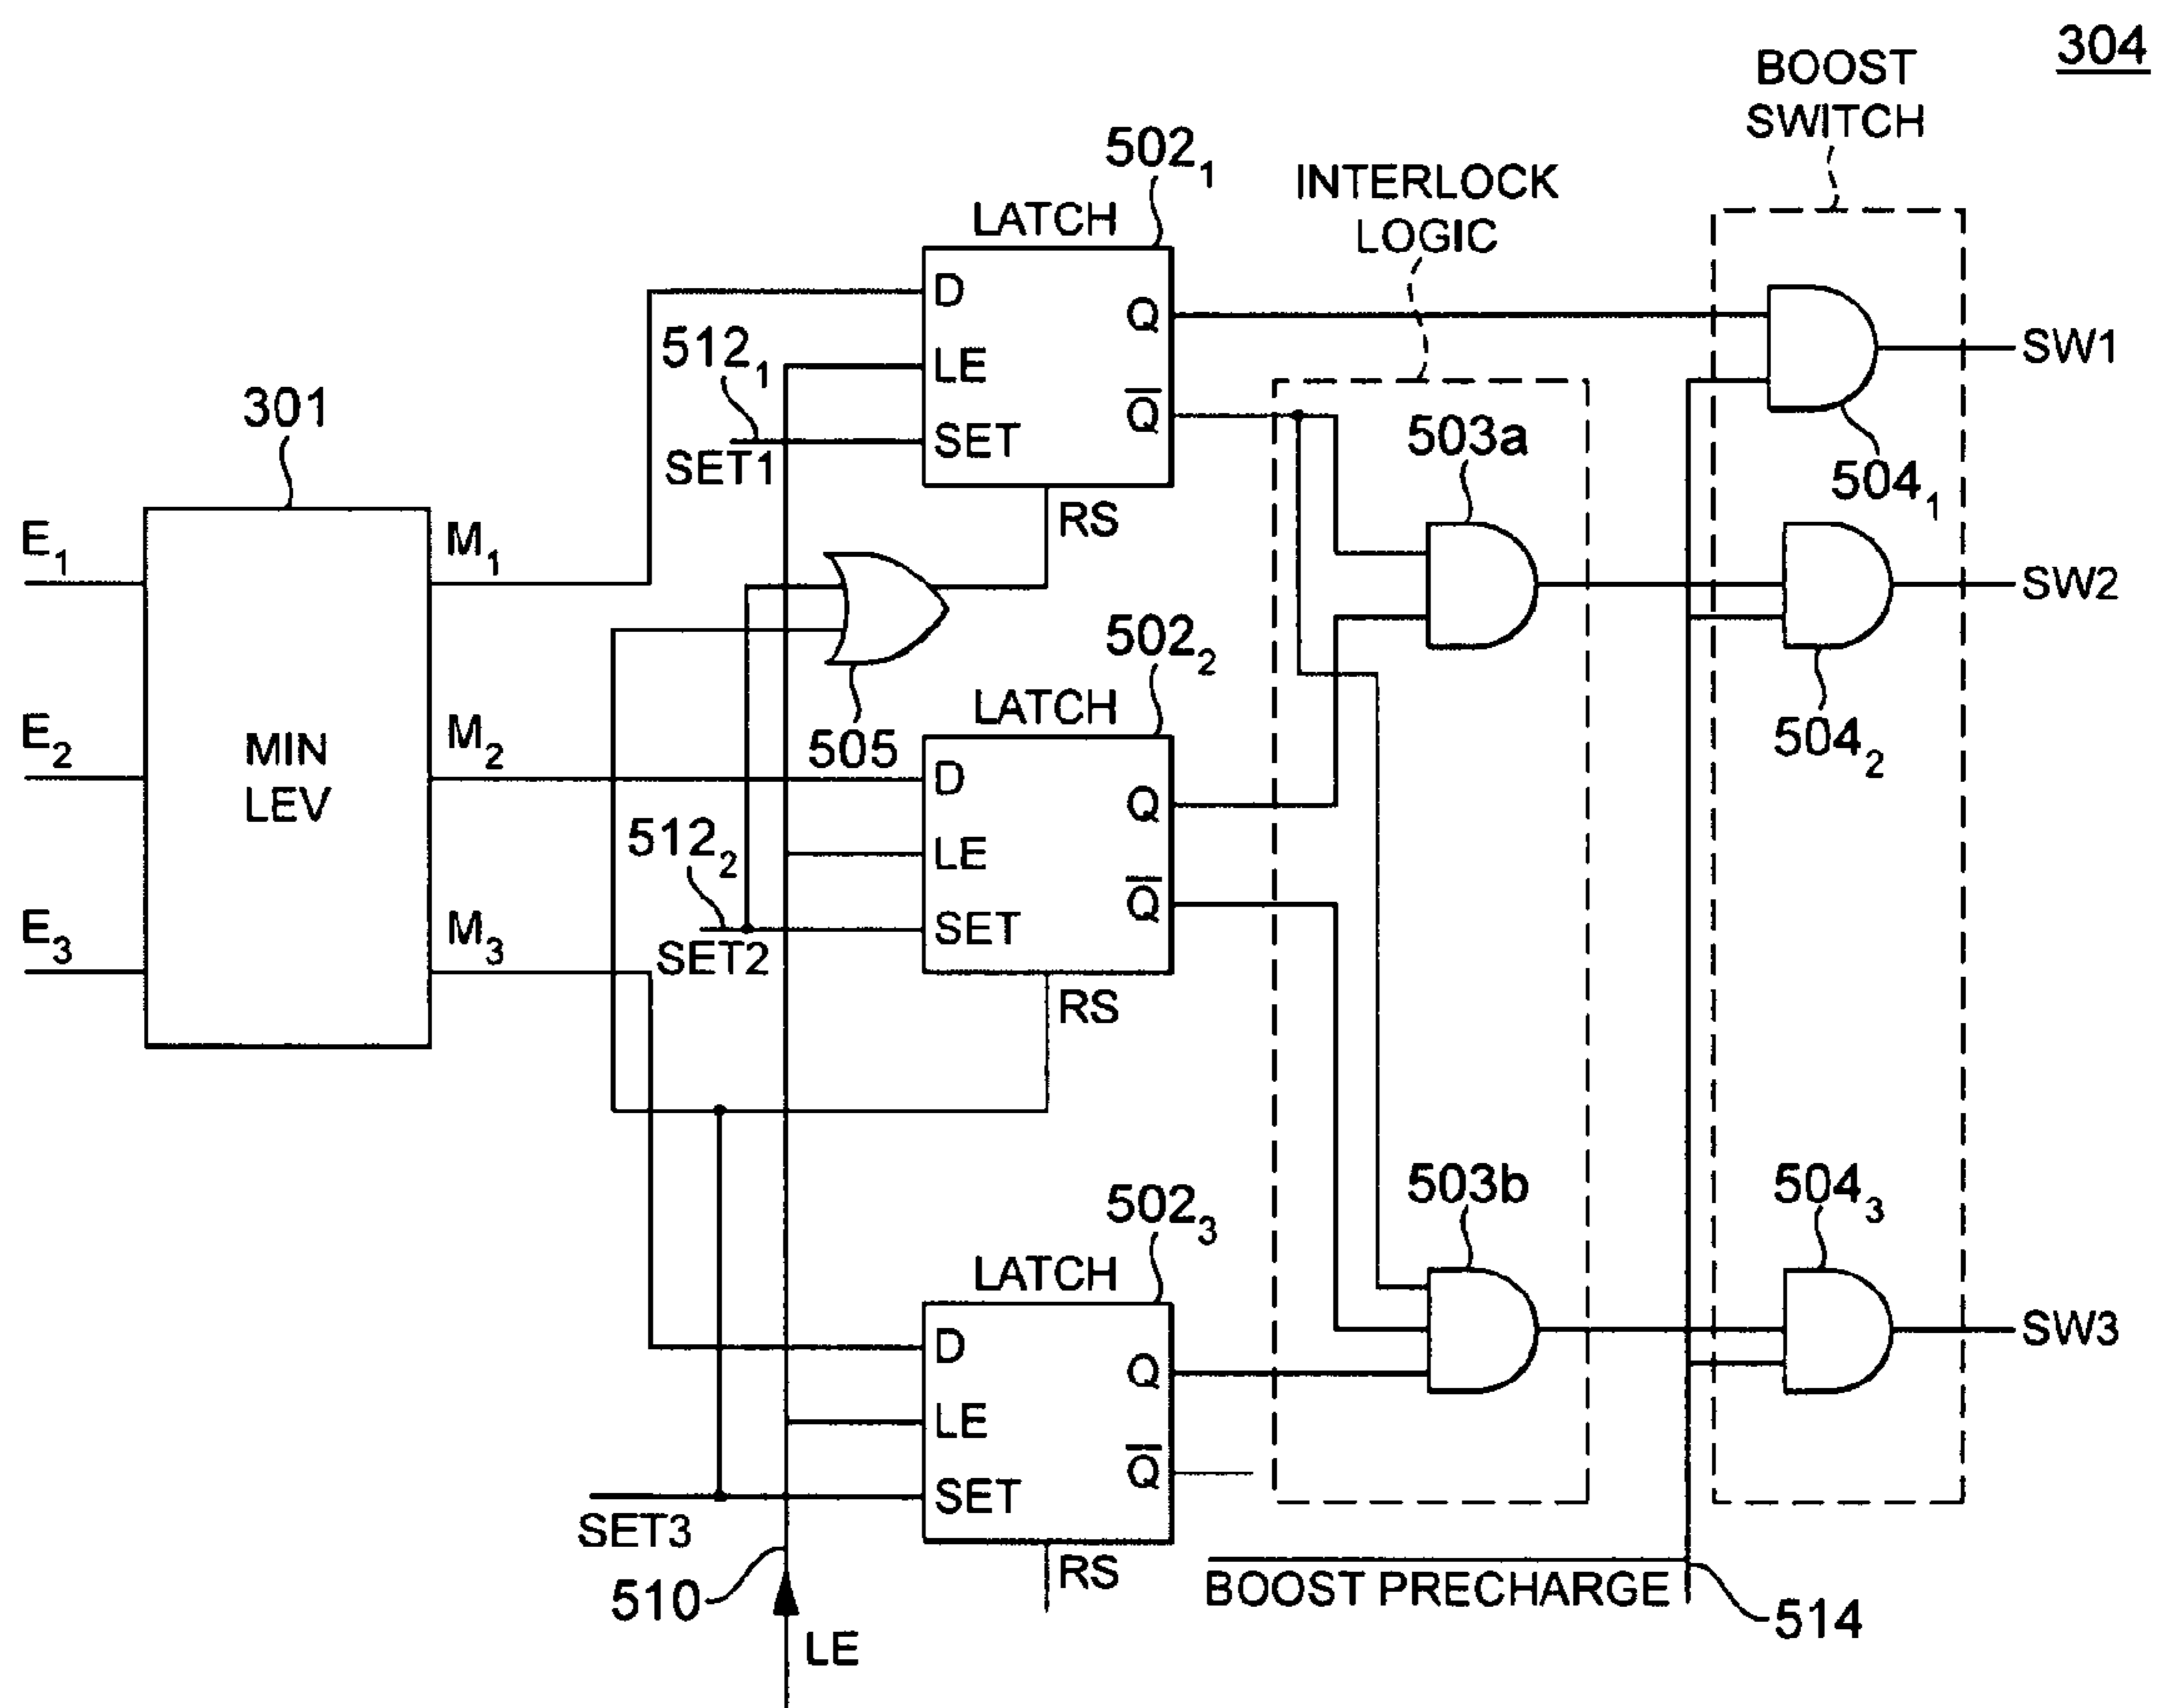 304
BOOST
SWITCH
502₁
INTERLOCK
LOGIC
LATCH
D
Q
512₁
LE
SW1
301
Q̅
503a
SET
SET1
504₁
RS
E₁
M₁
SW2
502₂
LATCH
505
504₂
E₂
M₂
MIN
LEV
D
Q
512₂
LE
Q̅
SET
SET2
E₃
M₃
RS
502₃
503b
504₃
LATCH
D
Q
SW3
LE
Q̅
SET
SET3
RS
510
BOOST PRECHARGE
514
LE